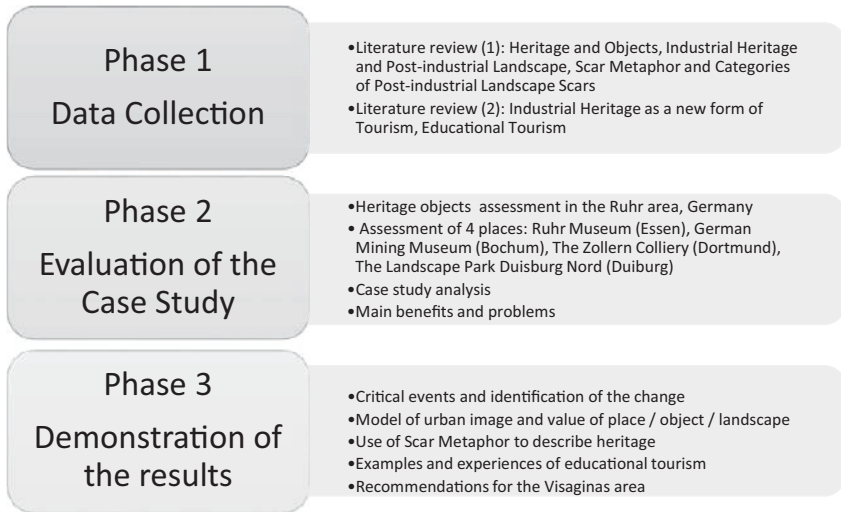 Phase 1
Data Collection
•Literature review (1): Heritage and Objects, Industrial Heritage
and Post-industrial Landscape, Scar Metaphor and Categories
of Post-industrial Landscape Scars
•Literature review (2): Industrial Heritage as a new form of
Tourism, Educational Tourism
Phase 2
Evaluation of the
Case Study
•Heritage objects assessment in the Ruhr area, Germany
• Assessment of 4 places: Ruhr Museum (Essen), German
Mining Museum (Bochum), The Zollern Colliery (Dortmund),
The Landscape Park Duisburg Nord (Duiburg)
•Case study analysis
•Main benefits and problems
Phase 3
Demonstration of
the results
•Critical events and identification of the change
•Model of urban image and value of place / object / landscape
•Use of Scar Metaphor to describe heritage
•Examples and experiences of educational tourism
•Recommendations for the Visaginas area